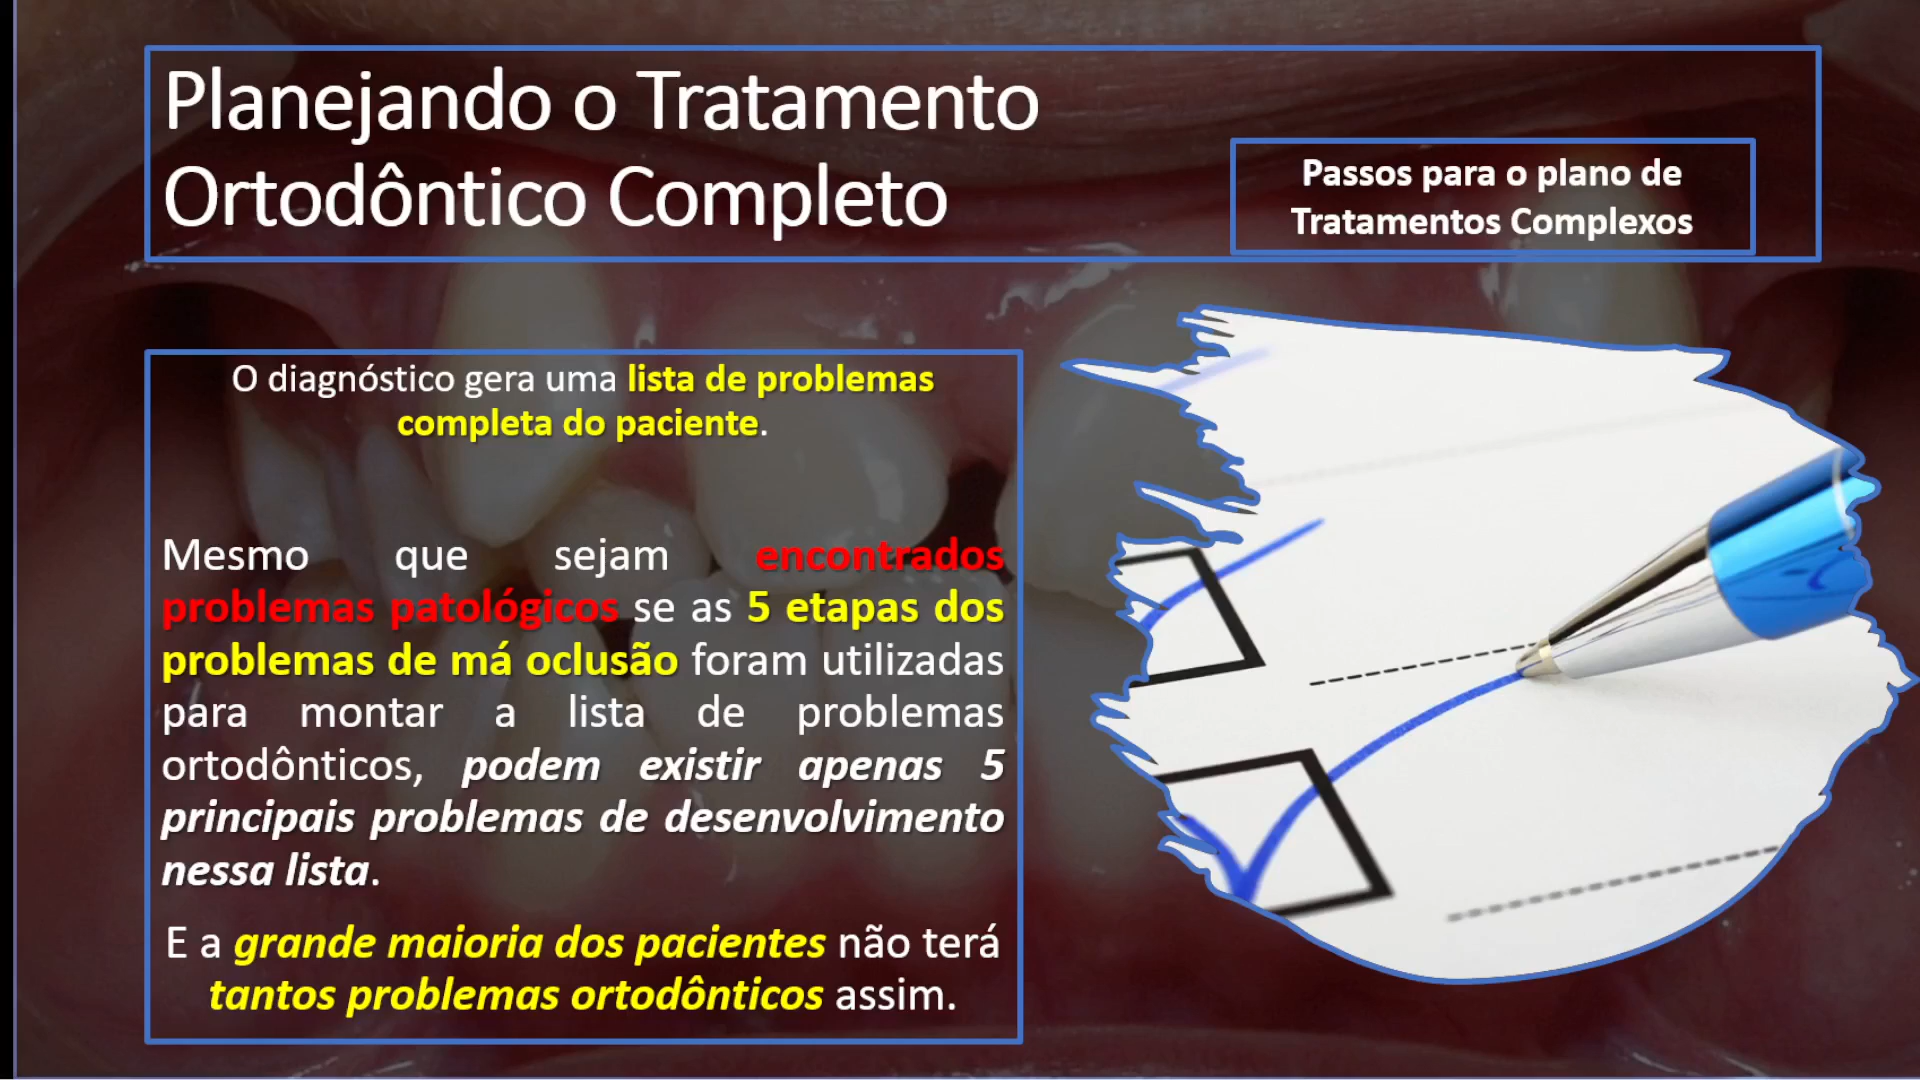 Planejando o Tratamento
Ortodôntico Completo
Passos para o plano de
Tratamentos Complexos
O diagnóstico gera uma lista de problemas
completa do paciente.
Mesmo que sejam encontrados
problemas patológicos se as 5 etapas dos
problemas de má oclusão foram utilizadas
para montar a lista de problemas
ortodônticos, podem existir apenas 5
principais problemas de desenvolvimento
nessa lista.
E a grande maioria dos pacientes não terá
tantos problemas ortodônticos assim.